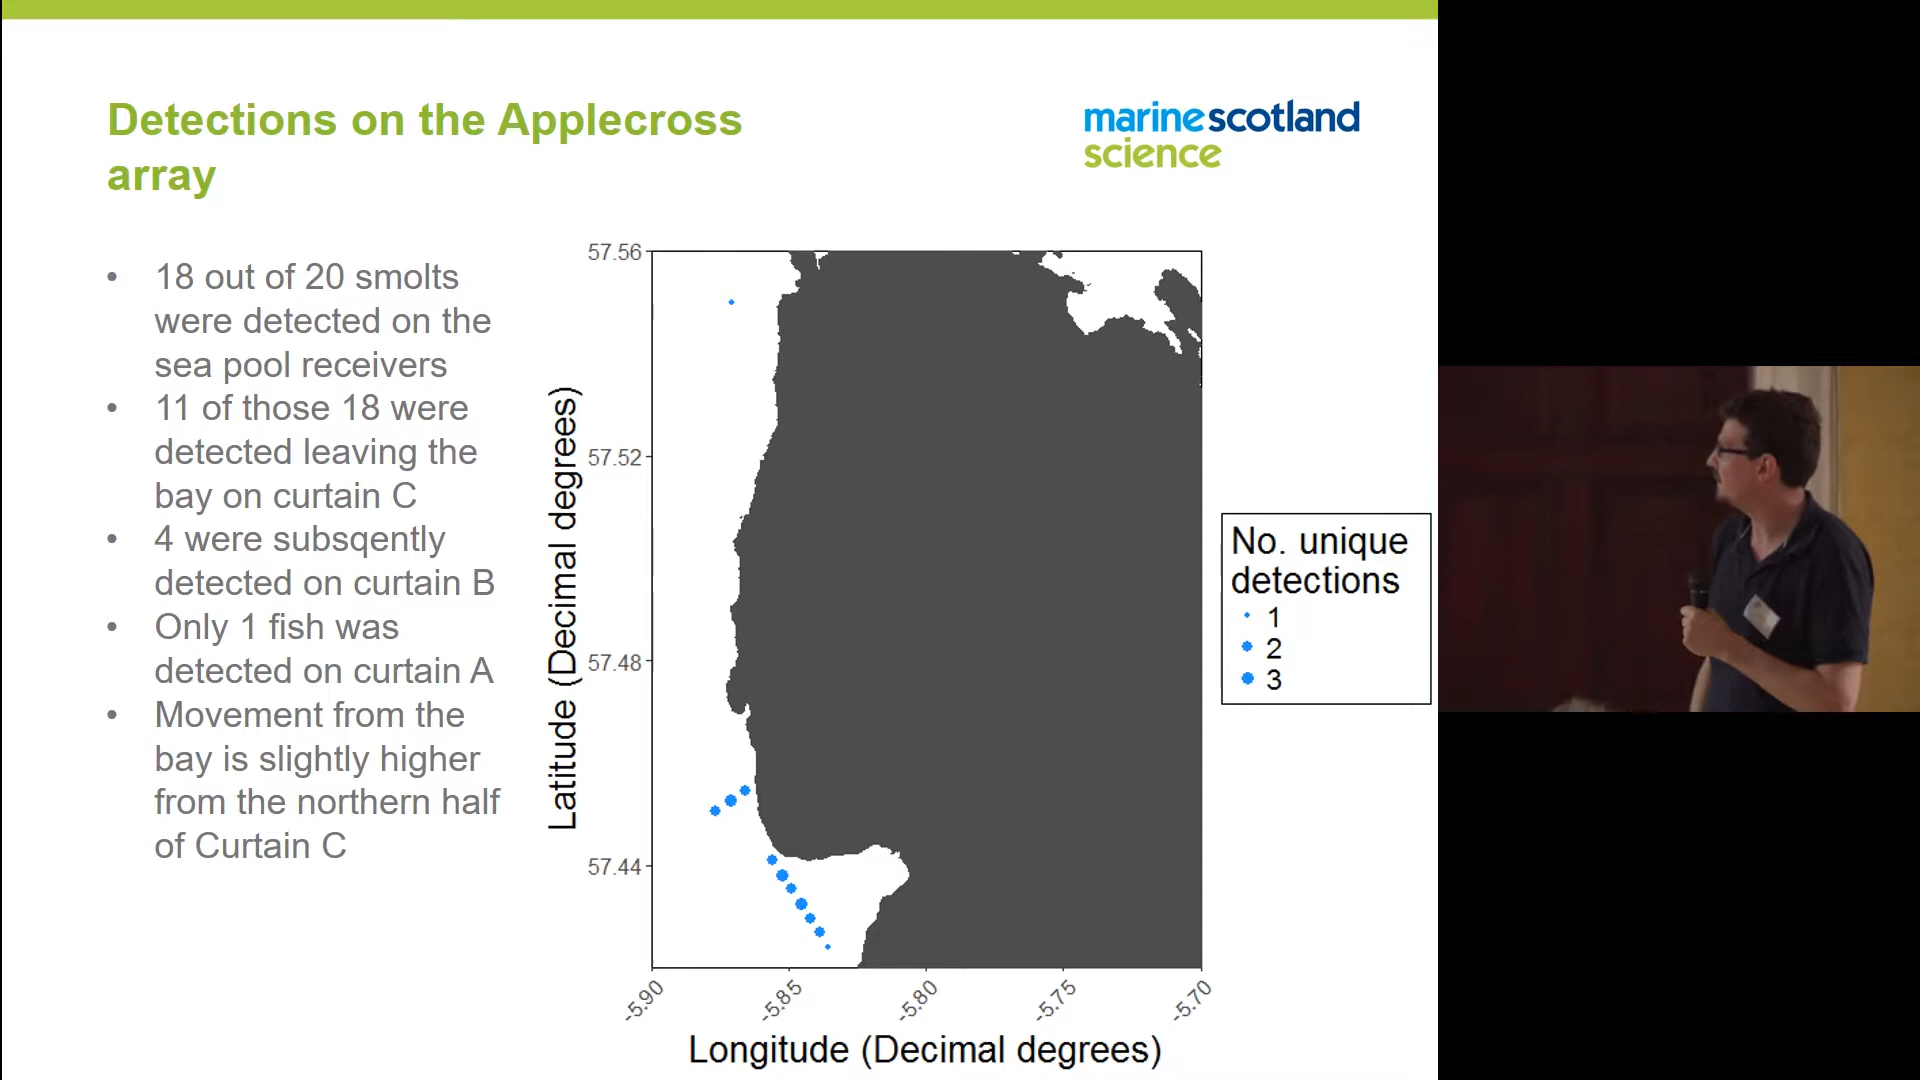 Detections on the Applecross
array
marinescotland
science
• 18 out of 20 smolts
were detected on the
sea pool receivers
• 11 of those 18 were
detected leaving the
bay on curtain C
• 4 were subsqently
detected on curtain B
• Only 1 fish was
detected on curtain A
• Movement from the
bay is slightly higher
from the northern half
of Curtain C
Latitude (Decimal degrees)
57.56
57.52
57.48
57.44
-5.90
-5.85
-5.80
-5.75
-5.70
Longitude (Decimal degrees)
No. unique
detections
1
2
3